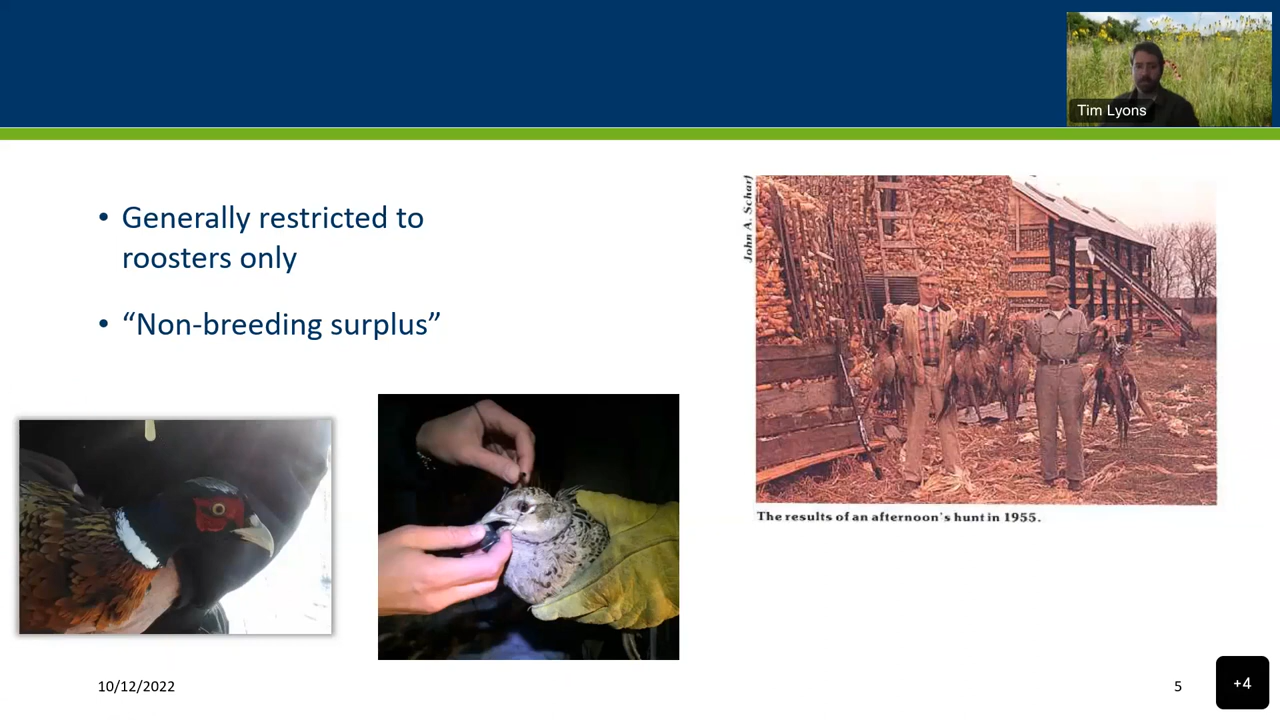 Tim Lyons
• Generally restricted to
roosters only
• “Non-breeding surplus”
John A. Scharf
The results of an afternoon's hunt in 1955.
10/12/2022
5
+4